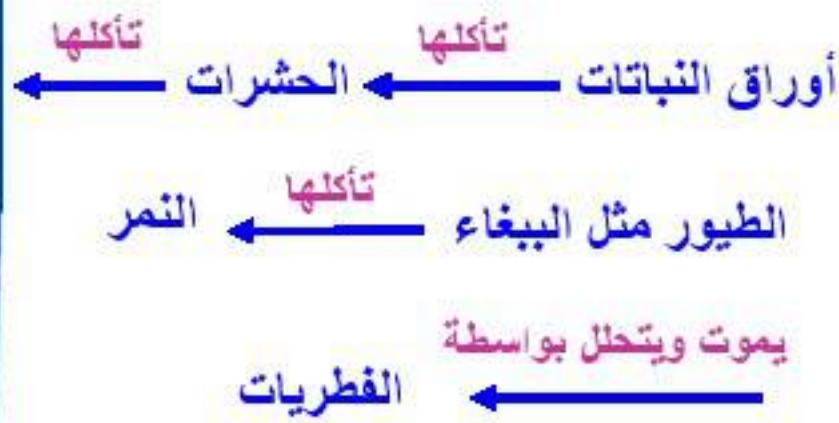 تأكلها تأكلها
أوراق النباتات الحشرات
تأكلها
الطيور مثل الببغاء النمر
يموت ويتحلل بواسطة
الفطريات